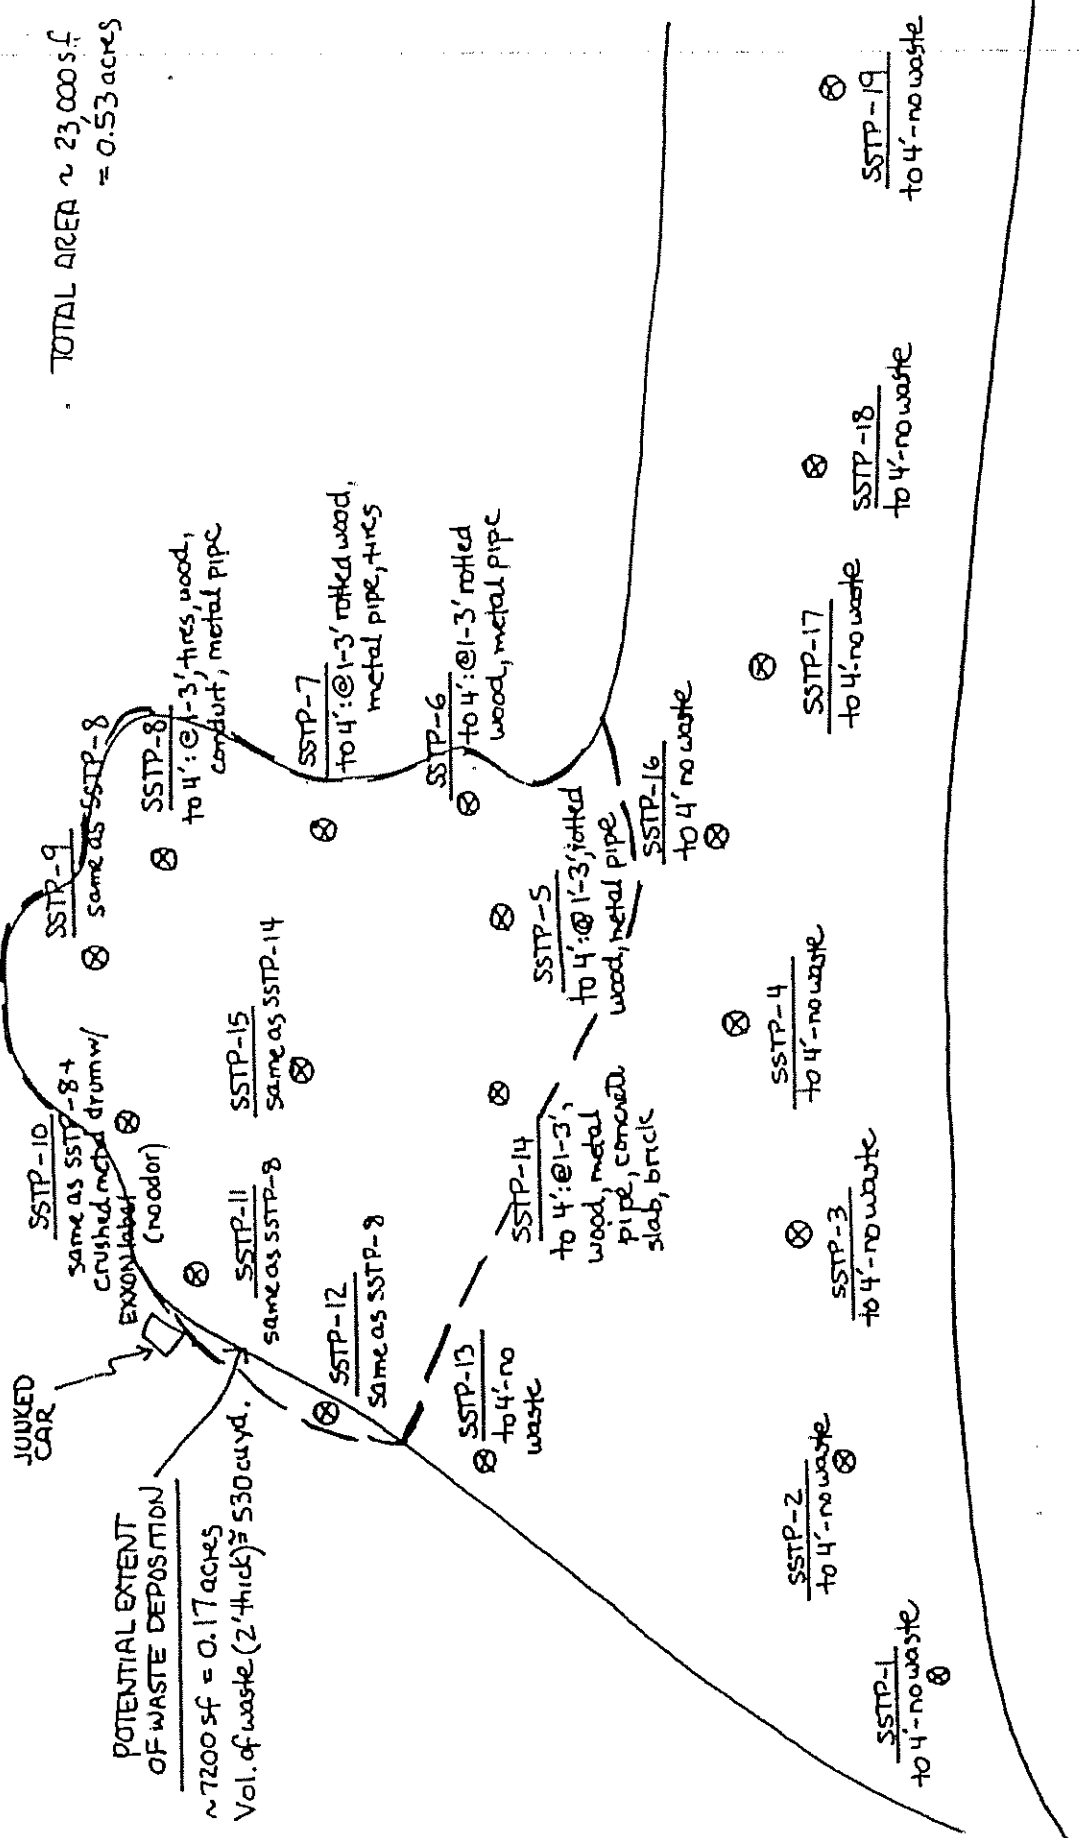 TOTAL AREA ~ 23,000 sf
= 0.53 acres
JUNKED
CAR
POTENTIAL EXTENT
OF WASTE DEPOSITION
~7200 sf = 0.17 acres
Vol. of waste (2' thick) ≅ 530 cu yd.
SSTP-10
same as SSTP-8 +
crushed metal drum w/
EXXON label
(no odor)
SSTP-9
same as SSTP-8
SSTP-8
to 4': @ 1-3', tires, wood,
conduit, metal pipe
SSTP-11
same as SSTP-8
SSTP-15
same as SSTP-14
SSTP-7
to 4': @ 1-3' rotted wood,
metal pipe, tires
SSTP-12
same as SSTP-8
SSTP-6
to 4': @ 1-3' rotted
wood, metal pipe
SSTP-13
to 4'-no
waste
SSTP-14
to 4': @ 1-3',
wood, metal
pipe, concrete
slab, brick
SSTP-5
to 4': @ 1'-3', rotted
wood, metal pipe
SSTP-16
to 4' no waste
SSTP-1
to 4'-no waste
SSTP-2
to 4'-no waste
SSTP-3
to 4'-no waste
SSTP-4
to 4'-no waste
SSTP-17
to 4'-no waste
SSTP-18
to 4'-no waste
SSTP-19
to 4'-no waste